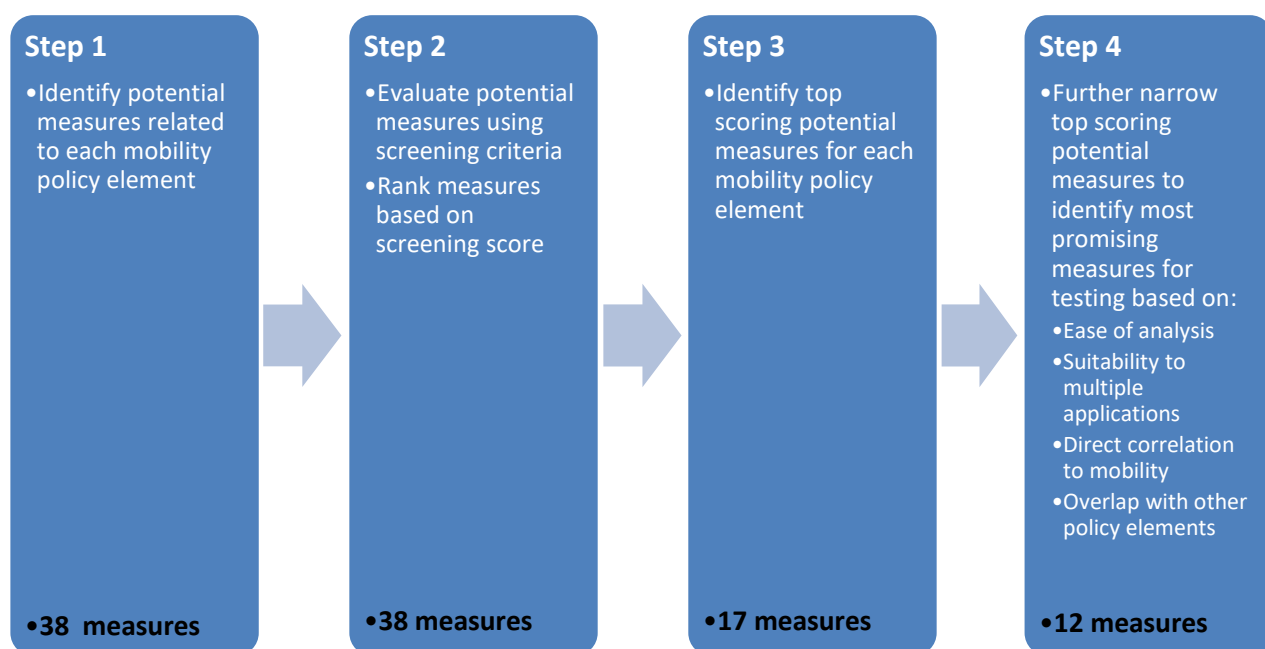 Step 1
•Identify potential
measures related
to each mobility
policy element
•38  measures
Step 2
•Evaluate potential
measures using
screening criteria
•Rank measures
based on
screening score
•38 measures
Step 3
•Identify top
scoring potential
measures for each
mobility policy
element
•17 measures
Step 4
•Further narrow
top scoring
potential
measures to
identify most
promising
measures for
testing based on:
•Ease of analysis
•Suitability to
multiple
applications
•Direct correlation
to mobility
•Overlap with other
policy elements
•12 measures